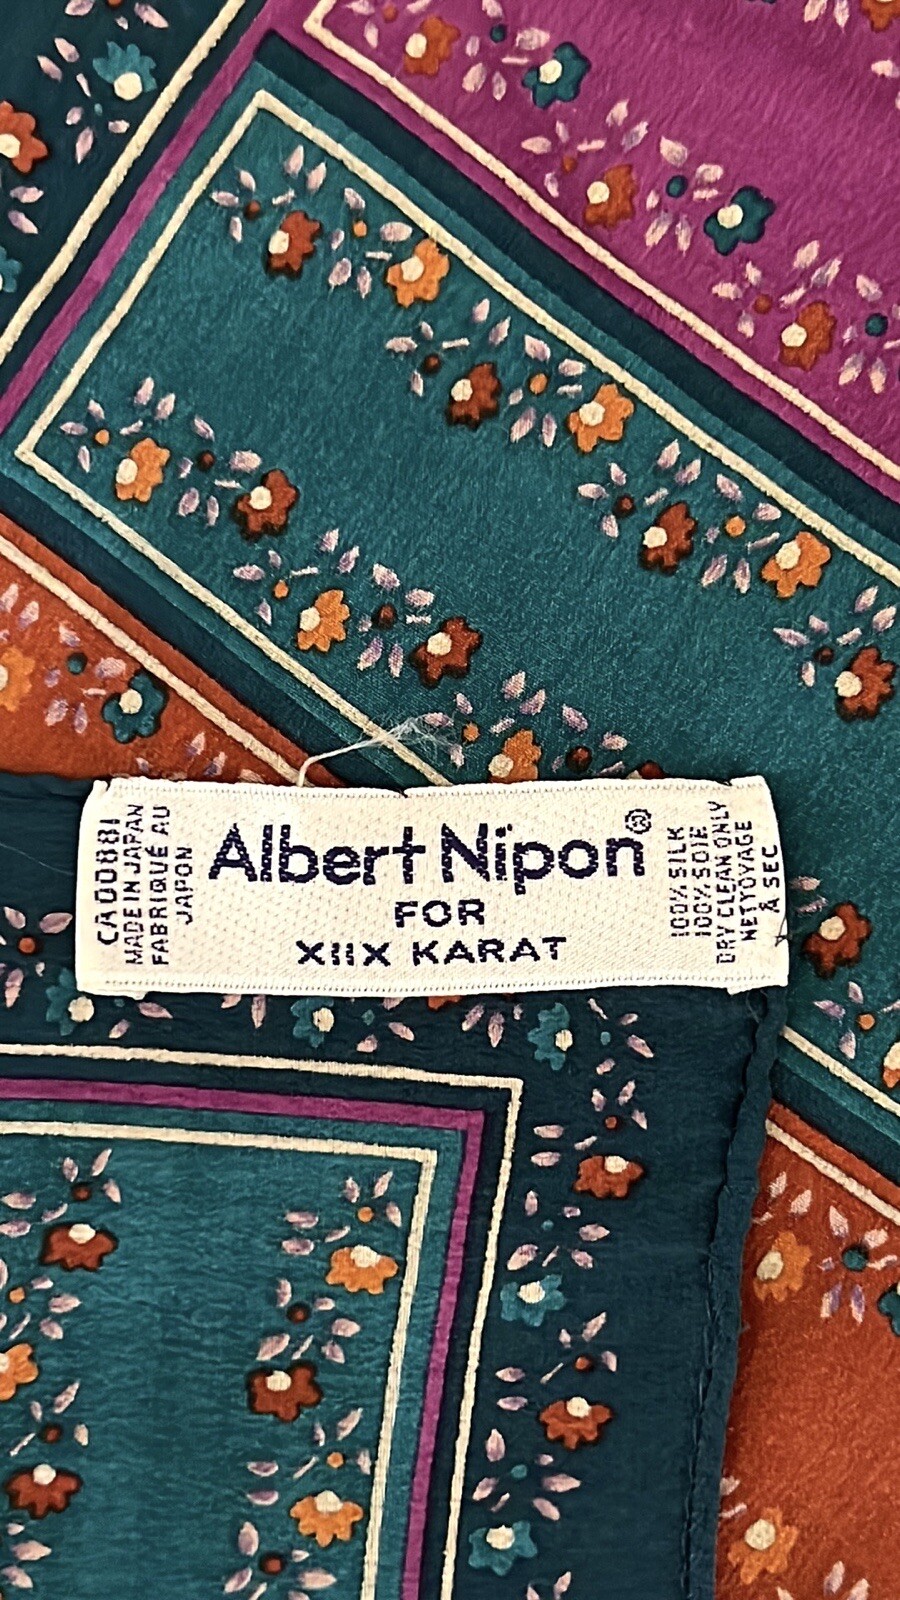 CA00881
MADE IN JAPAN
FABRIQUÉ AU
JAPON
Albert Nipon®
FOR
XIIX KARAT
100% SILK
100% SOIE
DRY CLEAN ONLY
NETTOYAGE
À SEC